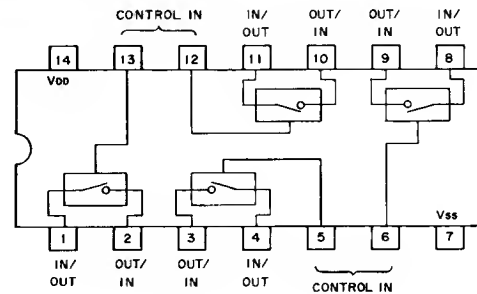 CONTROL IN
IN/ OUT/ OUT/ IN/
OUT IN IN OUT
14 13 12 11 10 9 8
VDD
VSS
1 2 3 4 5 6 7
IN/ OUT/ OUT/ IN/
OUT IN IN OUT
CONTROL IN